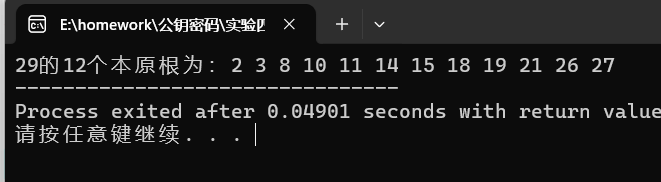 E:\homework\公钥密码\实验四
29的12个本原根为: 2 3 8 10 11 14 15 18 19 21 26 27
--------------------------------
Process exited after 0.04901 seconds with return value
请按任意键继续. . .